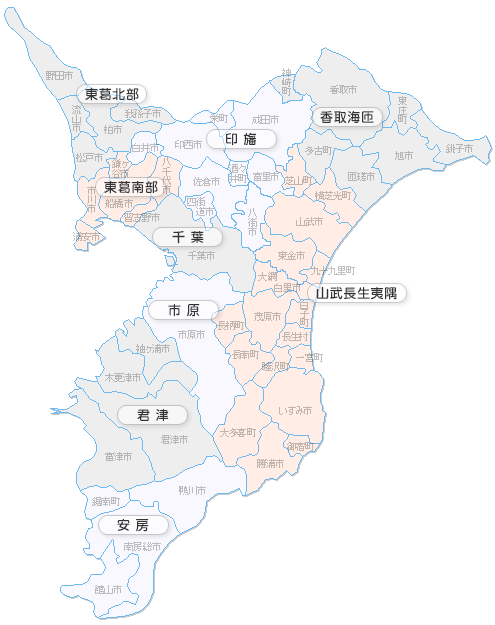 野田市
神崎町
香取市
東葛北部
流山市
我孫子市
栄町
成田市
東庄町
香取海匝
柏市
印旛
銚子市
白井市
印西市
松戸市
鎌ケ谷市
八千代市
酒々井町
富里市
多古町
旭市
匝瑳市
芝山町
東葛南部
佐倉市
市川市
船橋市
四街道市
八街市
横芝光町
習志野市
山武市
浦安市
千葉
千葉市
東金市
九十九里町
大網白里市
山武長生夷隅
市原
白子町
長柄町
茂原市
市原市
長生村
袖ケ浦市
長南町
一宮町
睦沢町
木更津市
君津
いすみ市
大多喜町
君津市
御宿町
富津市
勝浦市
鴨川市
鋸南町
安房
南房総市
館山市